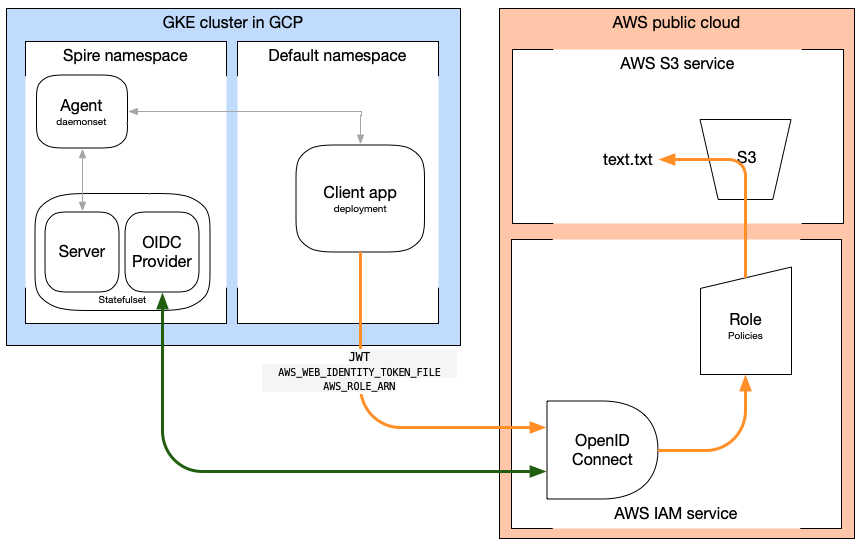 GKE cluster in GCP
Spire namespace
Default namespace
Agent
daemonset
Client app
deployment
Server
OIDC
Provider
Statefulset
JWT
AWS_WEB_IDENTITY_TOKEN_FILE
AWS_ROLE_ARN
AWS public cloud
AWS S3 service
text.txt
S3
Role
Policies
OpenID
Connect
AWS IAM service